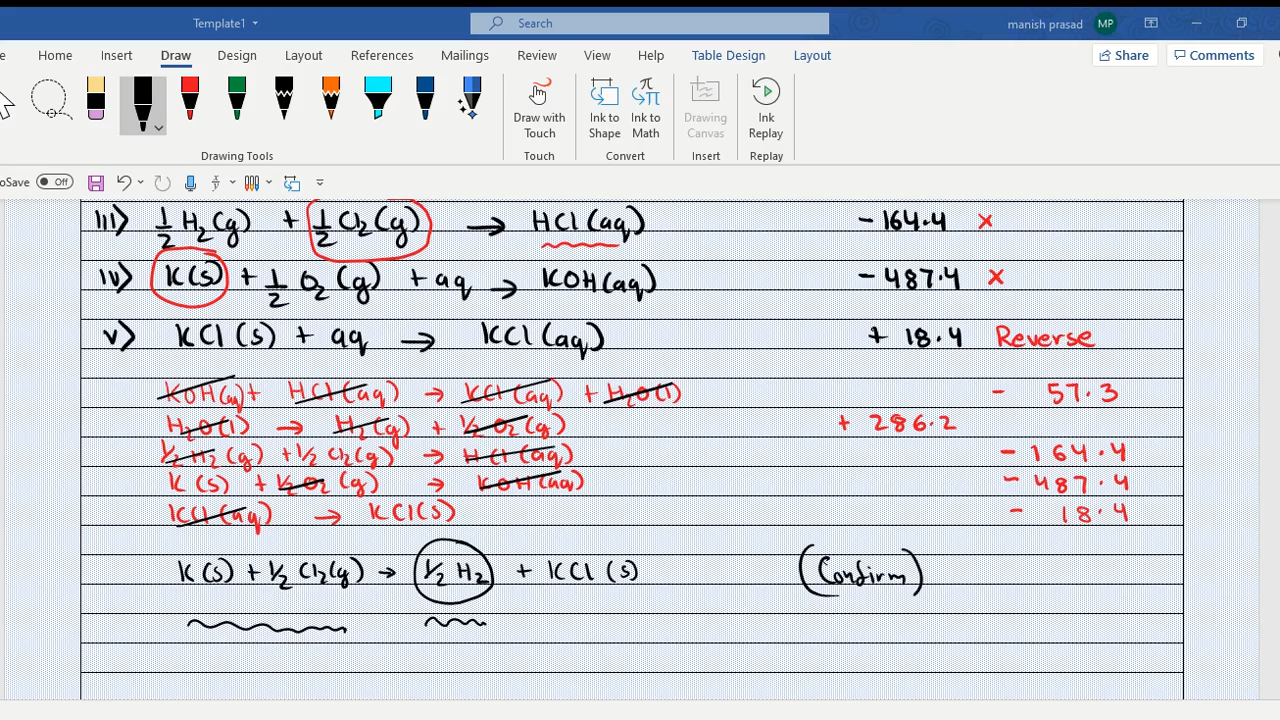 Template1
Search
manish prasad MP
Home Insert Draw Design Layout References Mailings Review View Help Table Design Layout Share Comments
Draw with Touch
Ink to Shape
Ink to Math
Drawing Canvas
Ink Replay
Drawing Tools Touch Convert Insert Replay
oSave Off
iii) 1/2 H2(g) + 1/2 Cl2(g) → HCl(aq) -164.4 ×
iv) K(s) + 1/2 O2(g) + aq → KOH(aq) -487.4 ×
v) KCl(s) + aq → KCl(aq) + 18.4 Reverse
KOH(aq) + HCl(aq) → KCl(aq) + H2O(l) - 57.3
H2O(l) → H2(g) + 1/2 O2(g) + 286.2
1/2 H2(g) + 1/2 Cl2(g) → HCl(aq) - 164.4
K(s) + 1/2 O2(g) → KOH(aq) - 487.4
KCl(aq) → KCl(s) - 18.4
K(s) + 1/2 Cl2(g) → 1/2 H2 + KCl(s) (Confirm)